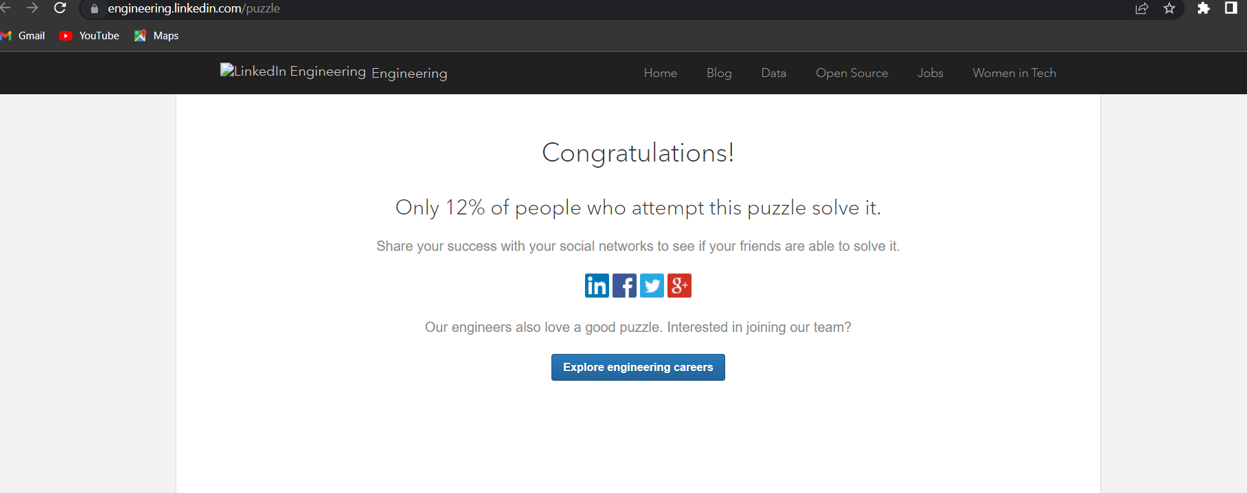 engineering.linkedin.com/puzzle
Gmail YouTube Maps
LinkedIn Engineering Engineering Home Blog Data Open Source Jobs Women in Tech
Congratulations!
Only 12% of people who attempt this puzzle solve it.
Share your success with your social networks to see if your friends are able to solve it.
in f g+
Our engineers also love a good puzzle. Interested in joining our team?
Explore engineering careers